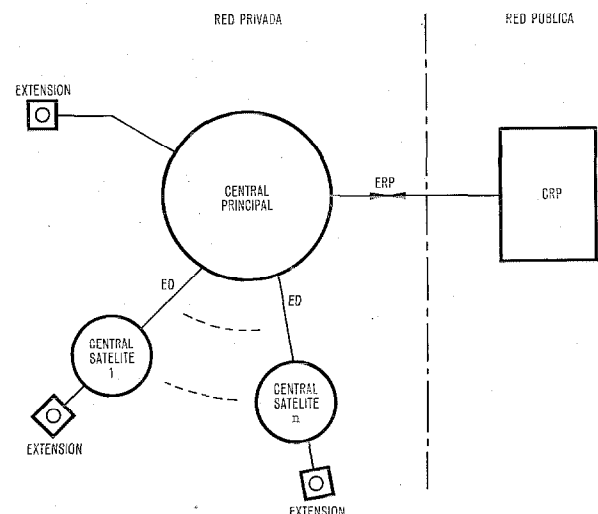 RED PRIVADA
RED PUBLICA
EXTENSION
CENTRAL
PRINCIPAL
ERP
CRP
ED
ED
CENTRAL
SATELITE
1
CENTRAL
SATELITE
n
EXTENSION
EXTENSION